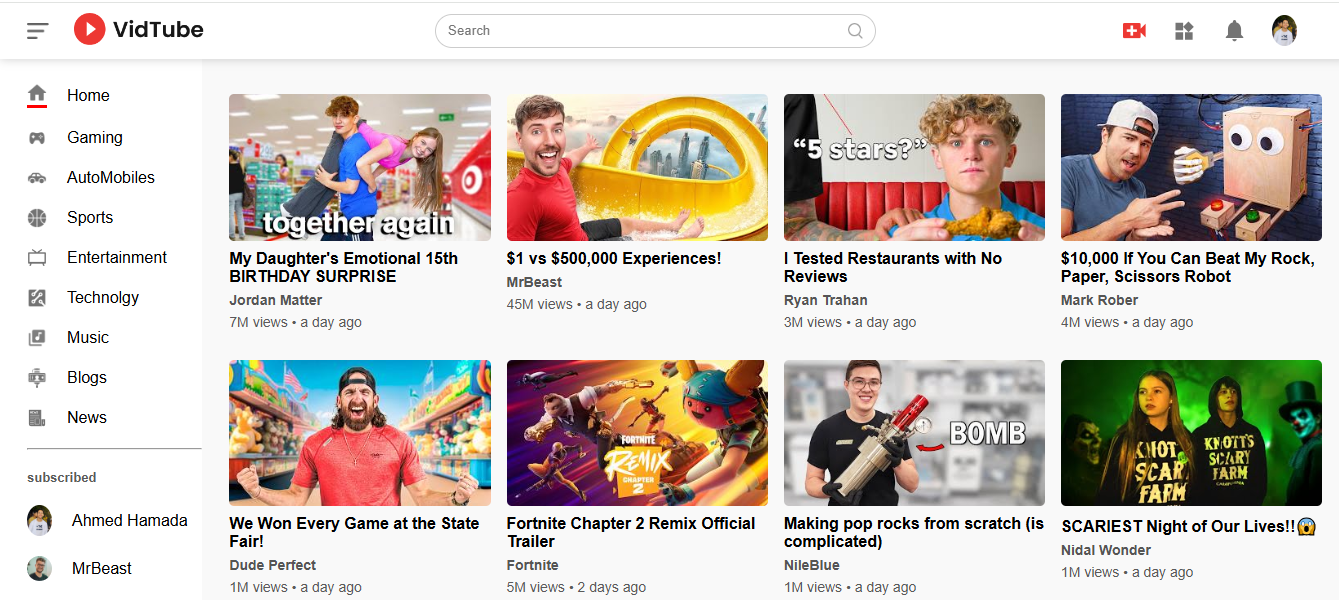 VidTube
Search
Home
Gaming
AutoMobiles
Sports
Entertainment
Technolgy
Music
Blogs
News
subscribed
Ahmed Hamada
MrBeast
together again
My Daughter's Emotional 15th
BIRTHDAY SURPRISE
Jordan Matter
7M views • a day ago
$1 vs $500,000 Experiences!
MrBeast
45M views • a day ago
“5 stars?”
I Tested Restaurants with No
Reviews
Ryan Trahan
3M views • a day ago
$10,000 If You Can Beat My Rock,
Paper, Scissors Robot
Mark Rober
4M views • a day ago
We Won Every Game at the State
Fair!
Dude Perfect
1M views • a day ago
FORTNITE
REMIX
CHAPTER
2
Fortnite Chapter 2 Remix Official
Trailer
Fortnite
5M views • 2 days ago
BOMB
Making pop rocks from scratch (is
complicated)
NileBlue
1M views • a day ago
KNOTT
SCARY
FARM
KNOTT'S
SCARY
FARM
SCARIEST Night of Our Lives!!😱
Nidal Wonder
1M views • a day ago